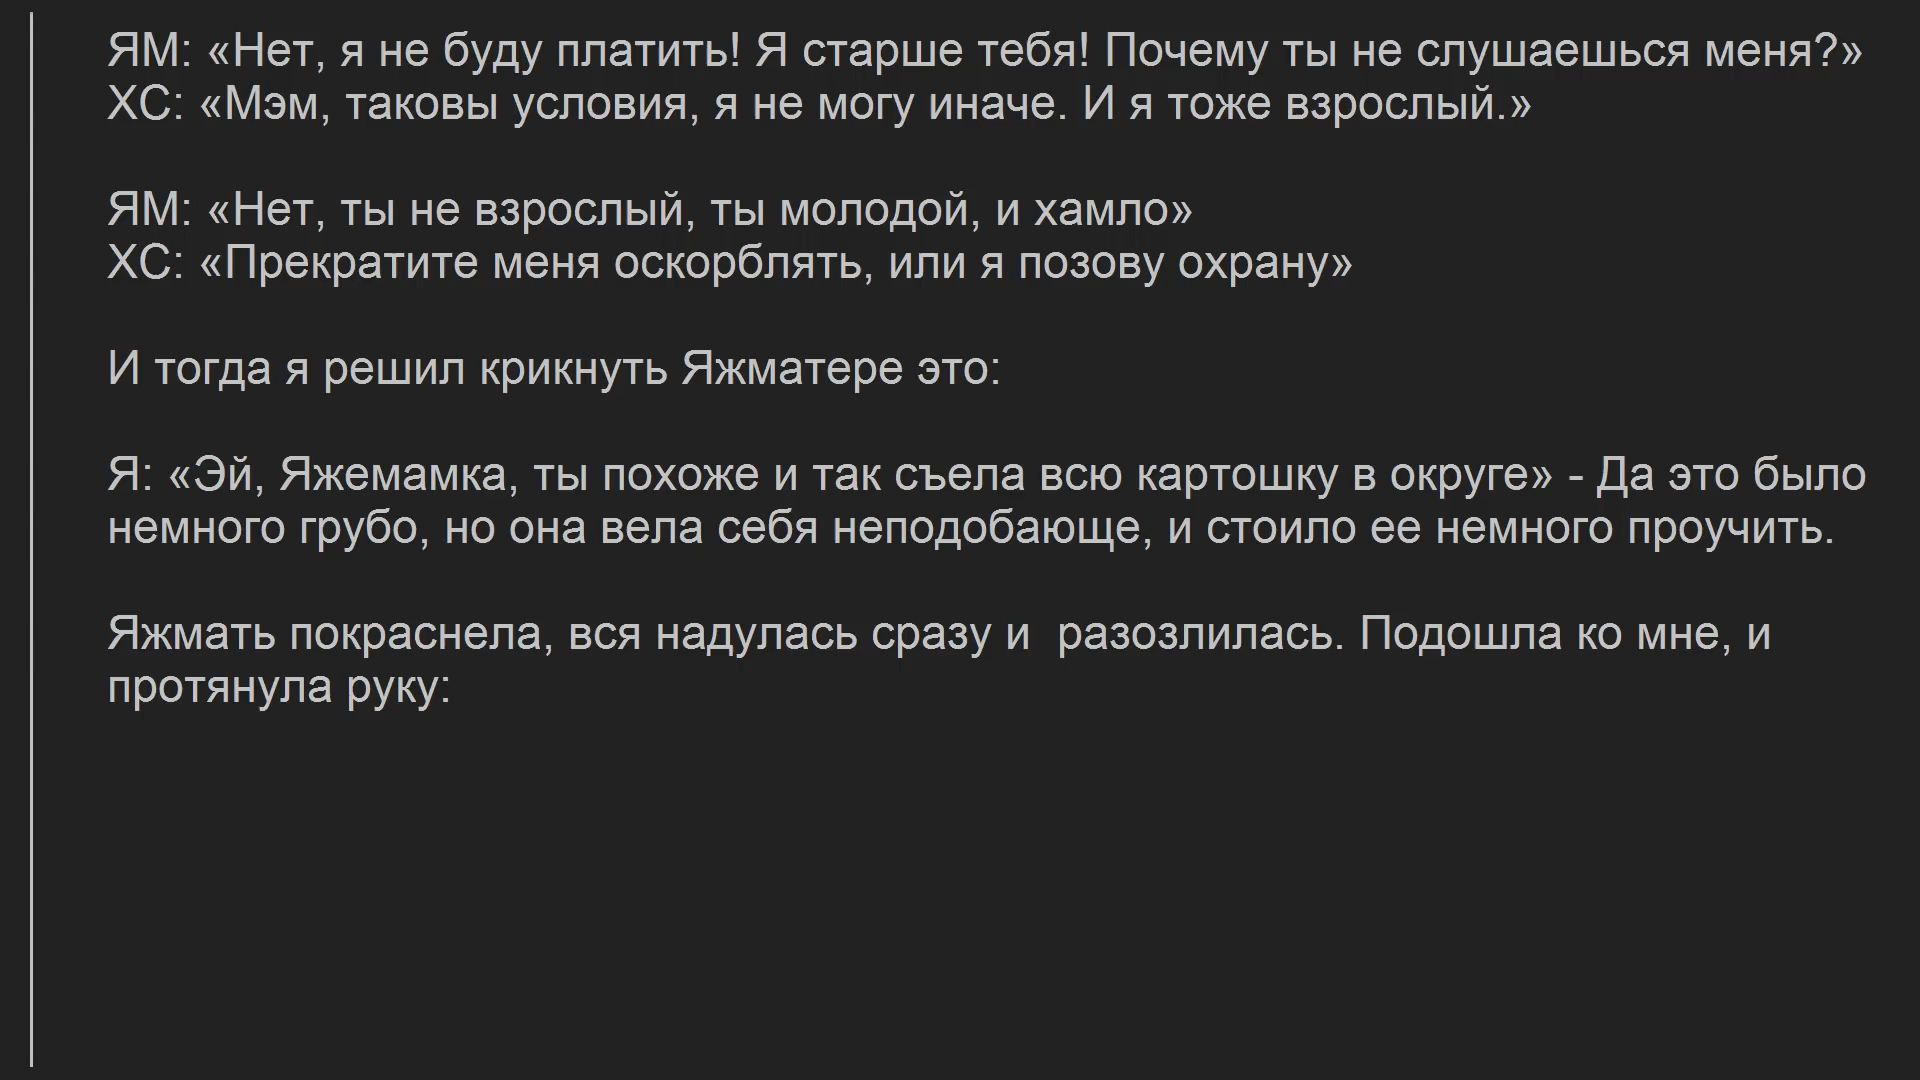 ЯМ: «Нет, я не буду платить! Я старше тебя! Почему ты не слушаешься меня?»
ХС: «Мэм, таковы условия, я не могу иначе. И я тоже взрослый.»
ЯМ: «Нет, ты не взрослый, ты молодой, и хамло»
ХС: «Прекратите меня оскорблять, или я позову охрану»
И тогда я решил крикнуть Яжматере это:
Я: «Эй, Яжемамка, ты похоже и так съела всю картошку в округе» - Да это было
немного грубо, но она вела себя неподобающе, и стоило ее немного проучить.
Яжмать покраснела, вся надулась сразу и  разозлилась. Подошла ко мне, и
протянула руку: